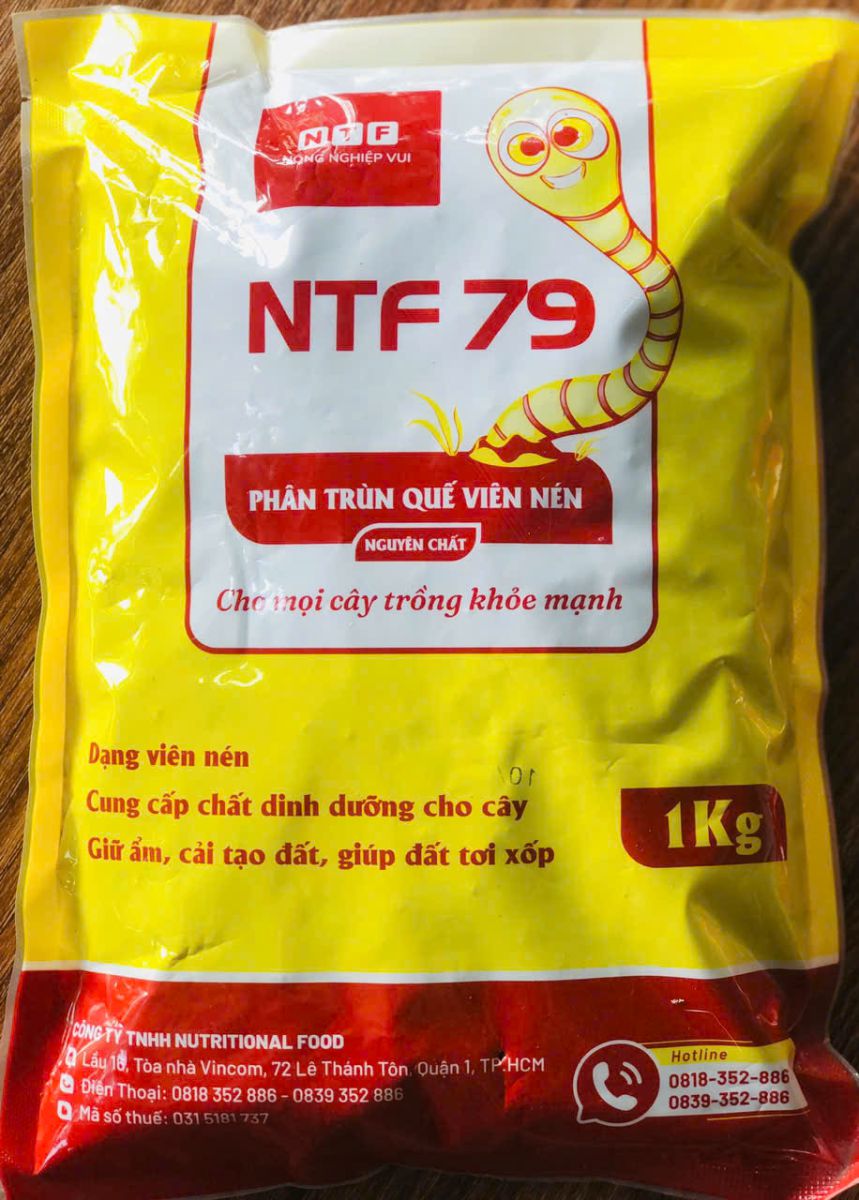 NTF
NÔNG NGHIỆP VUI
NTF 79
PHÂN TRÙN QUẾ VIÊN NÉN
NGUYÊN CHẤT
Cho mọi cây trồng khỏe mạnh
Dạng viên nén
Cung cấp chất dinh dưỡng cho cây
Giữ ẩm, cải tạo đất, giúp đất tơi xốp
1Kg
CÔNG TY TNHH NUTRITIONAL FOOD
Lầu 16, Tòa nhà Vincom, 72 Lê Thánh Tôn, Quận 1, TP.HCM
Điện Thoại: 0818 352 886 - 0839 352 886
Mã số thuế: 031 5181 737
Hotline
0818-352-886
0839-352-886